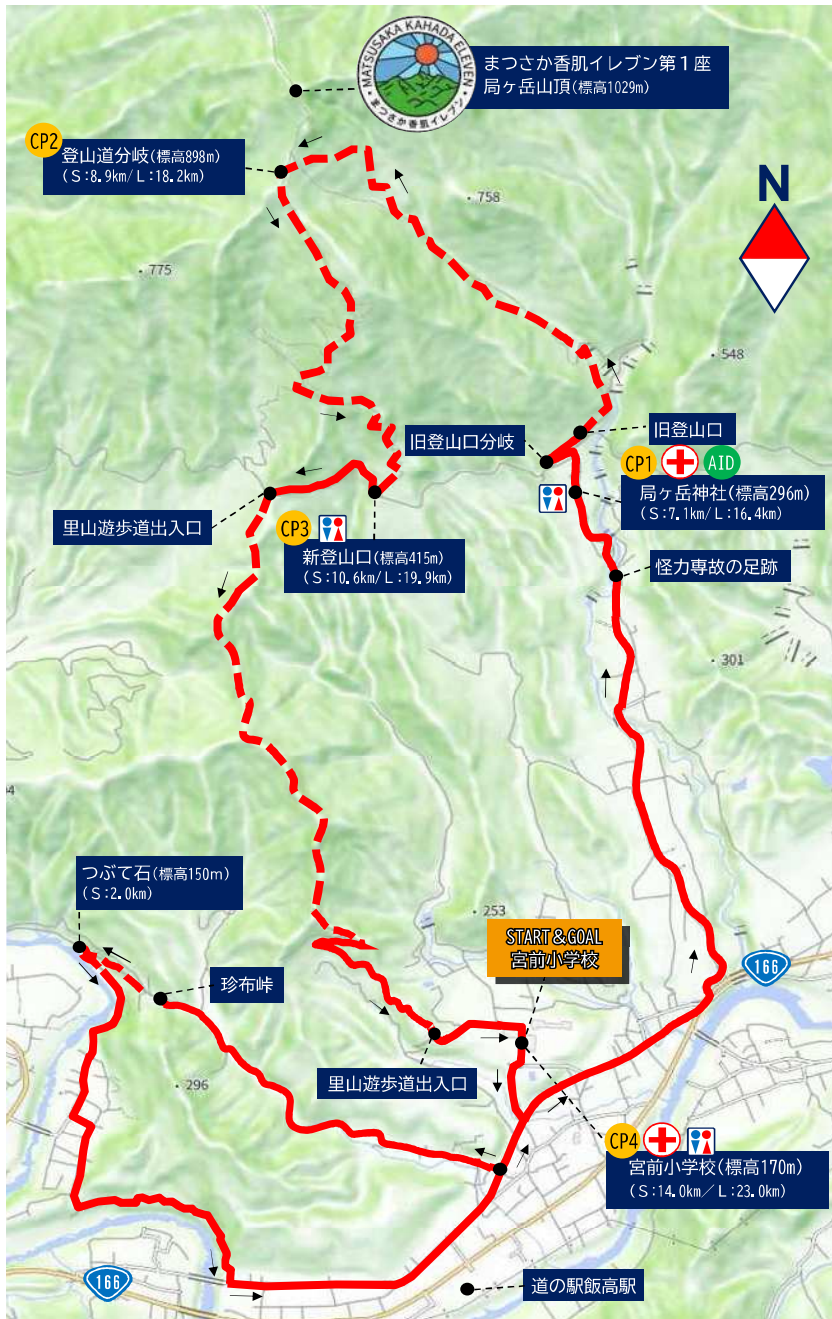 MATSUSAKA KAHADA ELEVEN
まつさか香肌イレブン
まつさか香肌イレブン第1座
局ヶ岳山頂(標高1029m)
CP2
登山道分岐(標高898m)
(S:8.9km/L:18.2km)
N
758
775
548
旧登山口分岐
旧登山口
CP1
AID
局ヶ岳神社(標高296m)
(S:7.1km/L:16.4km)
里山遊歩道出入口
CP3
新登山口(標高415m)
(S:10.6km/L:19.9km)
怪力専故の足跡
301
つぶて石(標高150m)
(S:2.0km)
253
START&GOAL
宮前小学校
166
珍布峠
里山遊歩道出入口
296
CP4
宮前小学校(標高170m)
(S:14.0km/L:23.0km)
166
道の駅飯高駅